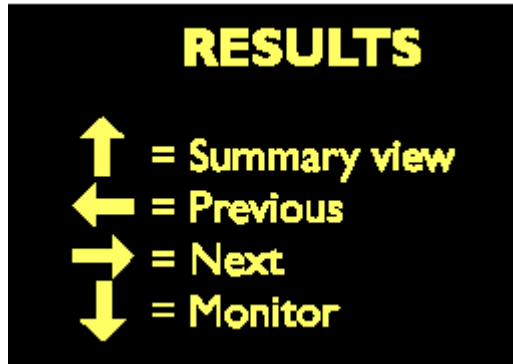 RESULTS
↑ = Summary view
← = Previous
→ = Next
↓ = Monitor